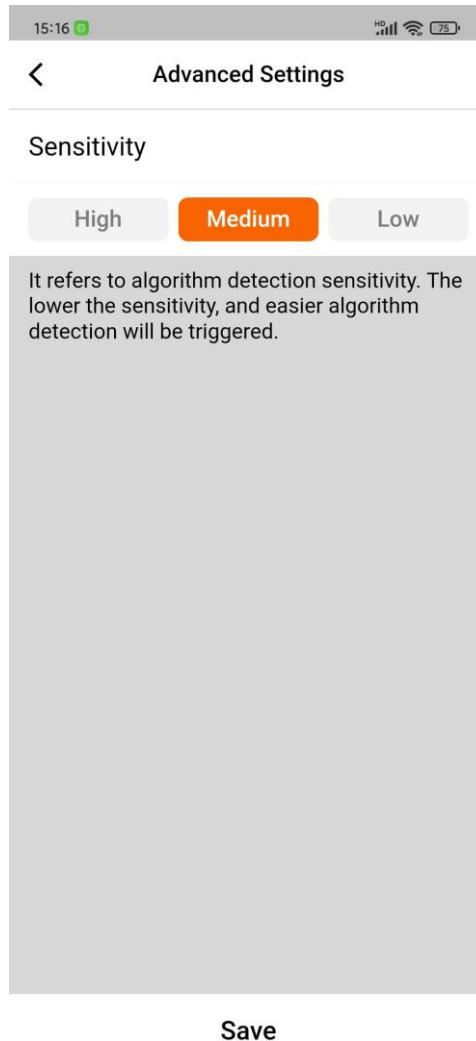 15:16 HD 75
Advanced Settings
Sensitivity
High Medium Low
It refers to algorithm detection sensitivity. The
lower the sensitivity, and easier algorithm
detection will be triggered.
Save